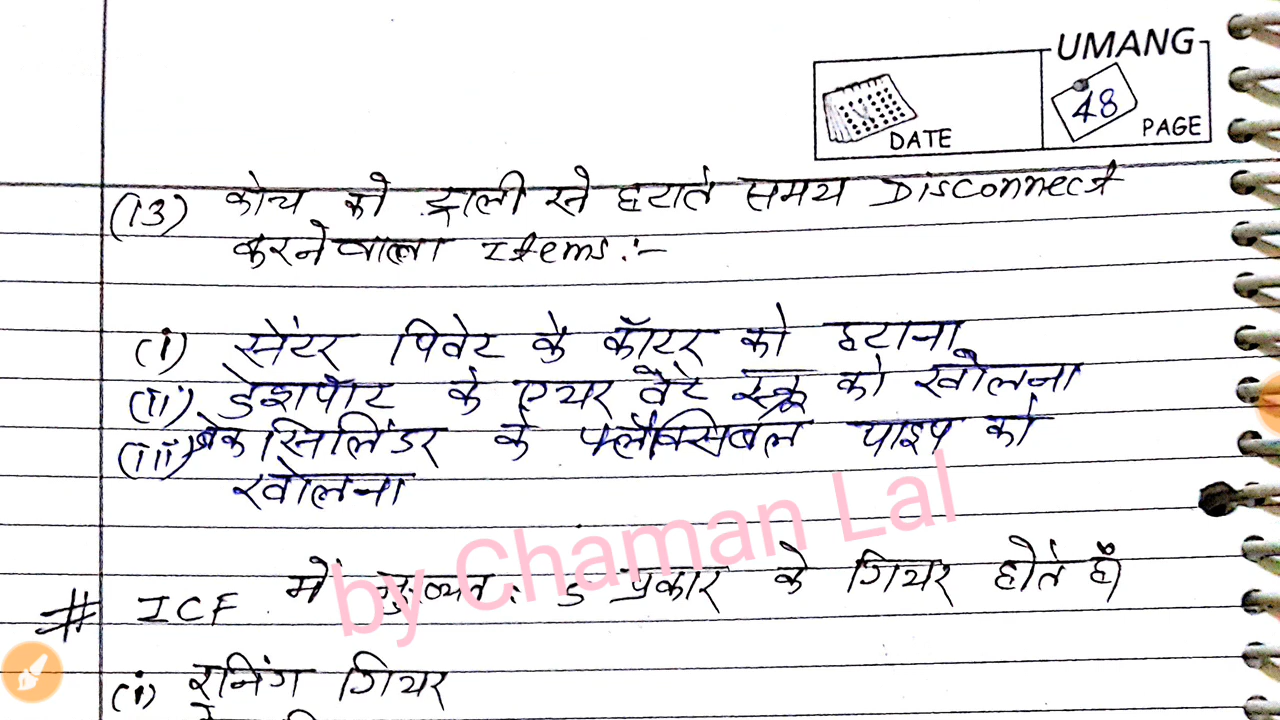 UMANG
DATE
48
PAGE
(13) कोच को ट्राली से हटाते समय Disconnect
करने वाला Items :-
(i) सेंटर पिवेट के कॉटर को हटाना
(ii) डेशपोट के एयर वैंट स्क्रू को खोलना
(iii) ब्रेक सिलिंडर के फ्लैक्सिबल पाइप को
खोलना
by Chaman Lal
# ICF में मुख्यत: 5 प्रकार के गियर होते हैं
(i) रनिंग गियर